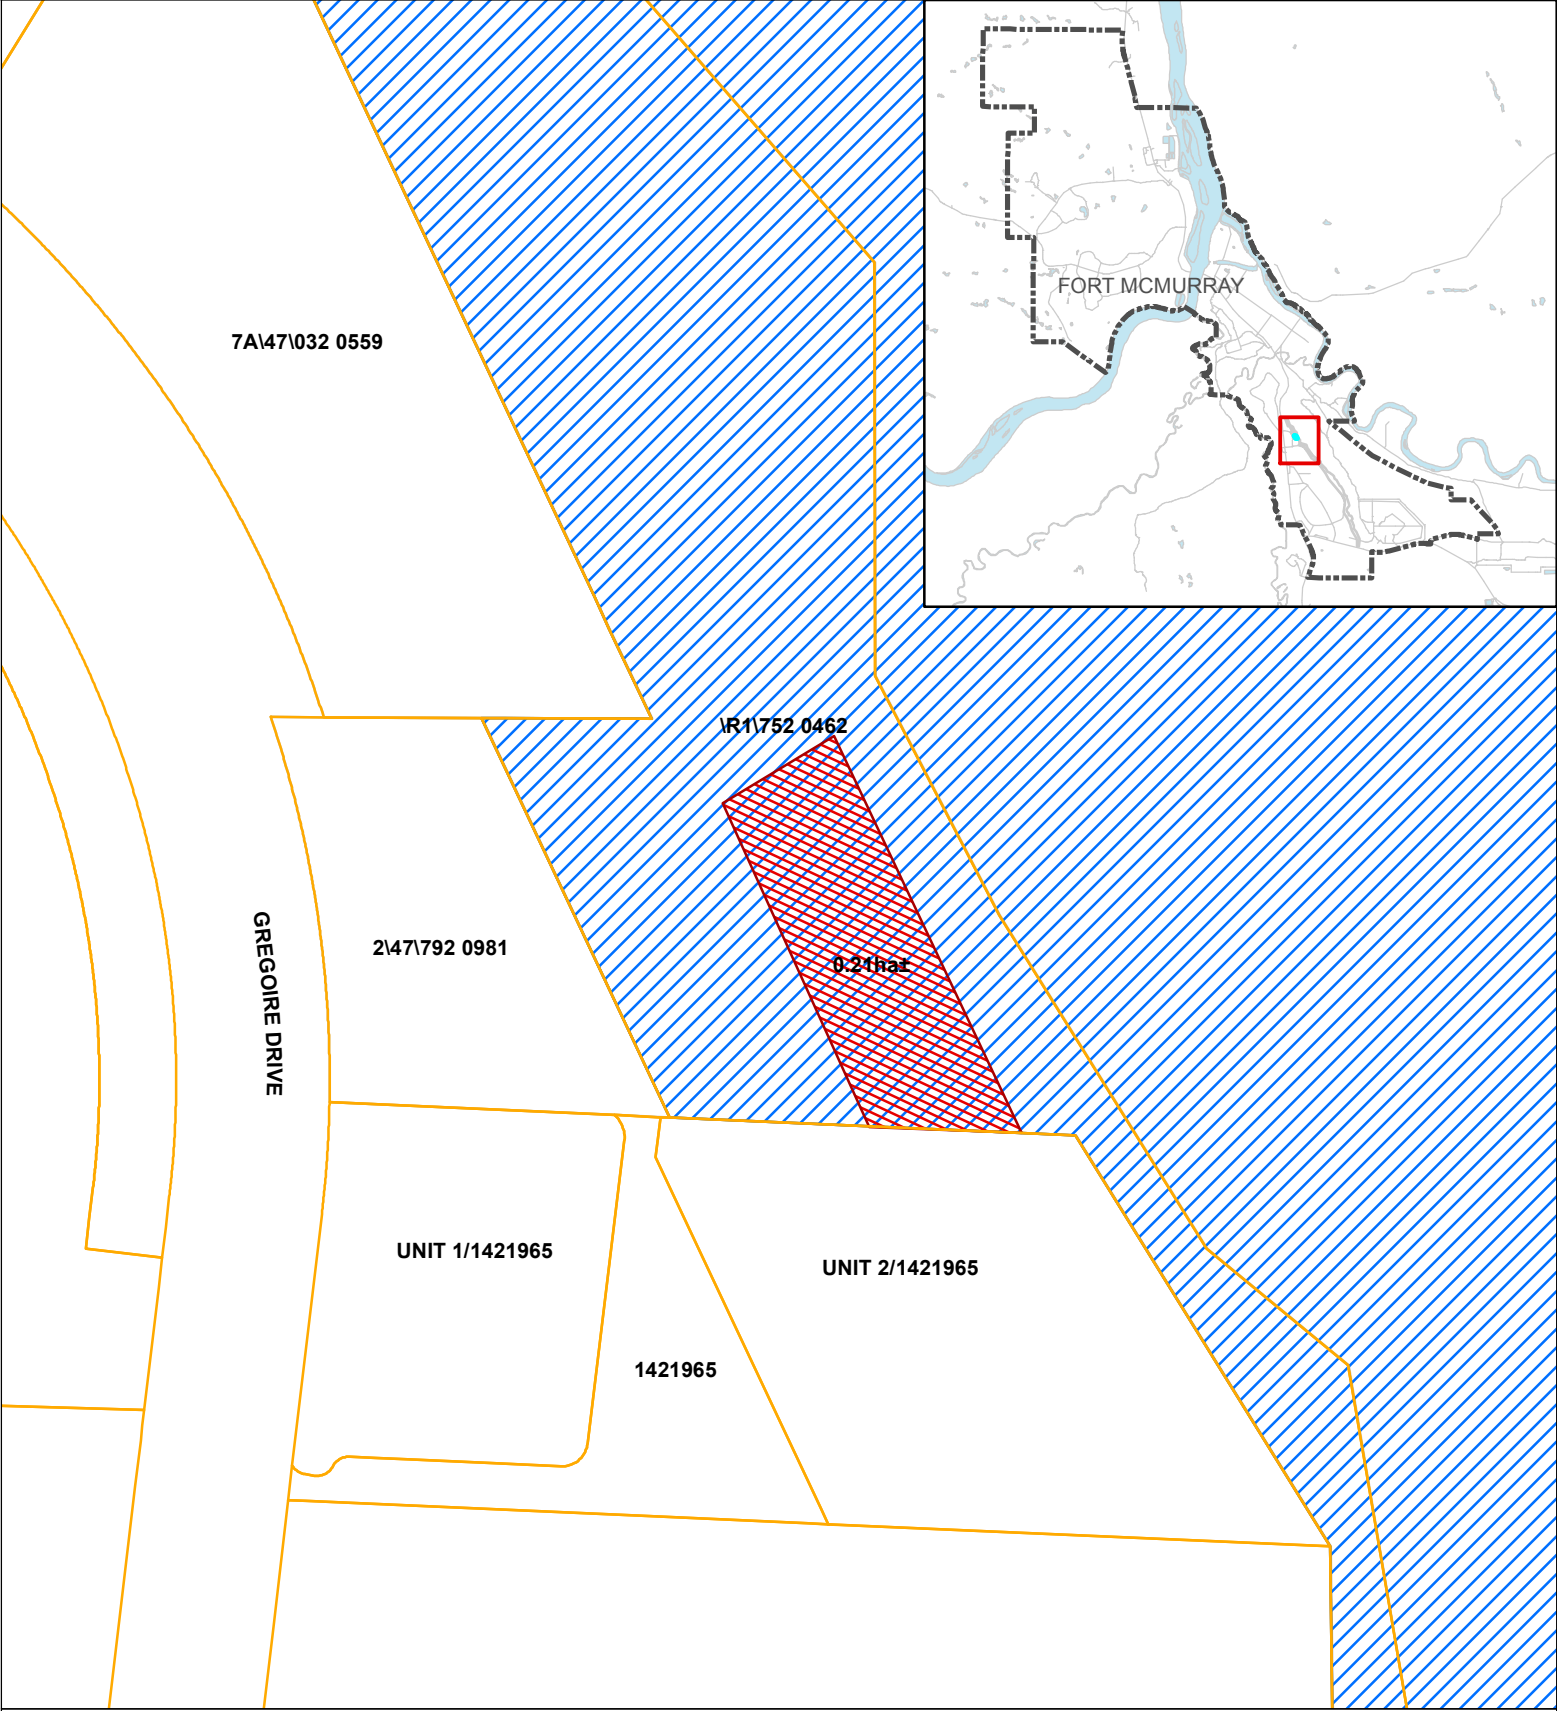 FORT MCMURRAY
7A\47\032 0559
\R1\752 0462
2\47\792 0981
0.21ha±
GREGOIRE DRIVE
UNIT 1/1421965
UNIT 2/1421965
1421965